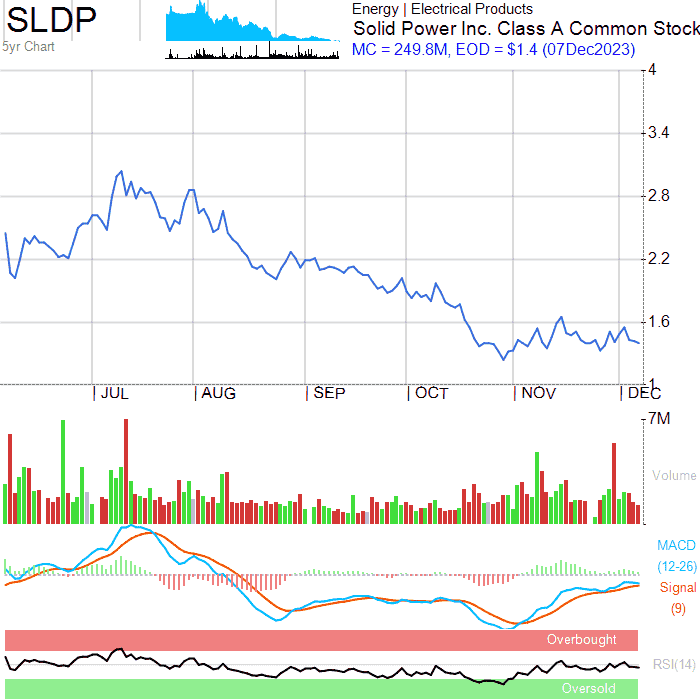 SLDP
5yr Chart
Energy | Electrical Products
Solid Power Inc. Class A Common Stock
MC = 249.8M, EOD = $1.4 (07Dec2023)
4
3.4
2.8
2.2
1.6
1
JUL AUG SEP OCT NOV DEC
7M
Volume
MACD
(12-26)
Signal
(9)
Overbought
RSI(14)
Oversold